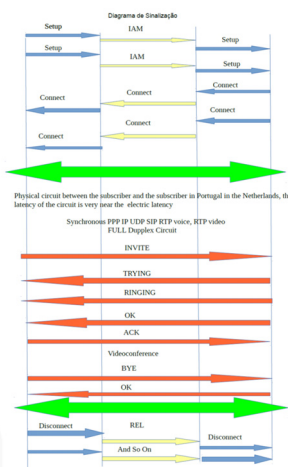 Diagrama de Sinalização
Setup
IAM
Setup
Setup
IAM
Setup
Connect
Connect
Connect
Connect
Connect
Connect
Physical circuit between the subscriber and the subscriber in Portugal in the Netherlands, th
latency of the circuit is very near the electric latency
Synchronous PPP IP UDP SIP RTP voice, RTP video
FULL Dupplex Circuit
INVITE
TRYING
RINGING
OK
ACK
Videoconference
BYE
OK
Disconnect
REL
Disconnect
And So On